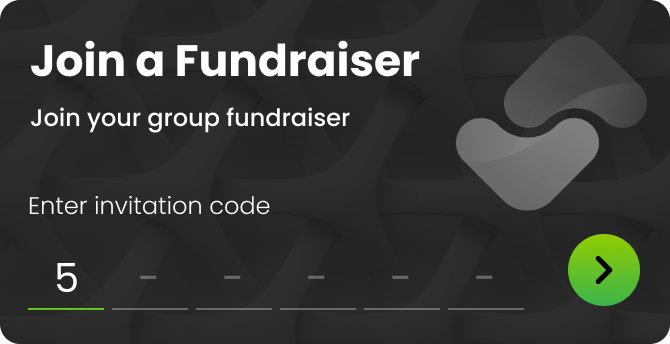 Join a Fundraiser
Join your group fundraiser
Enter invitation code
5 - - - - -